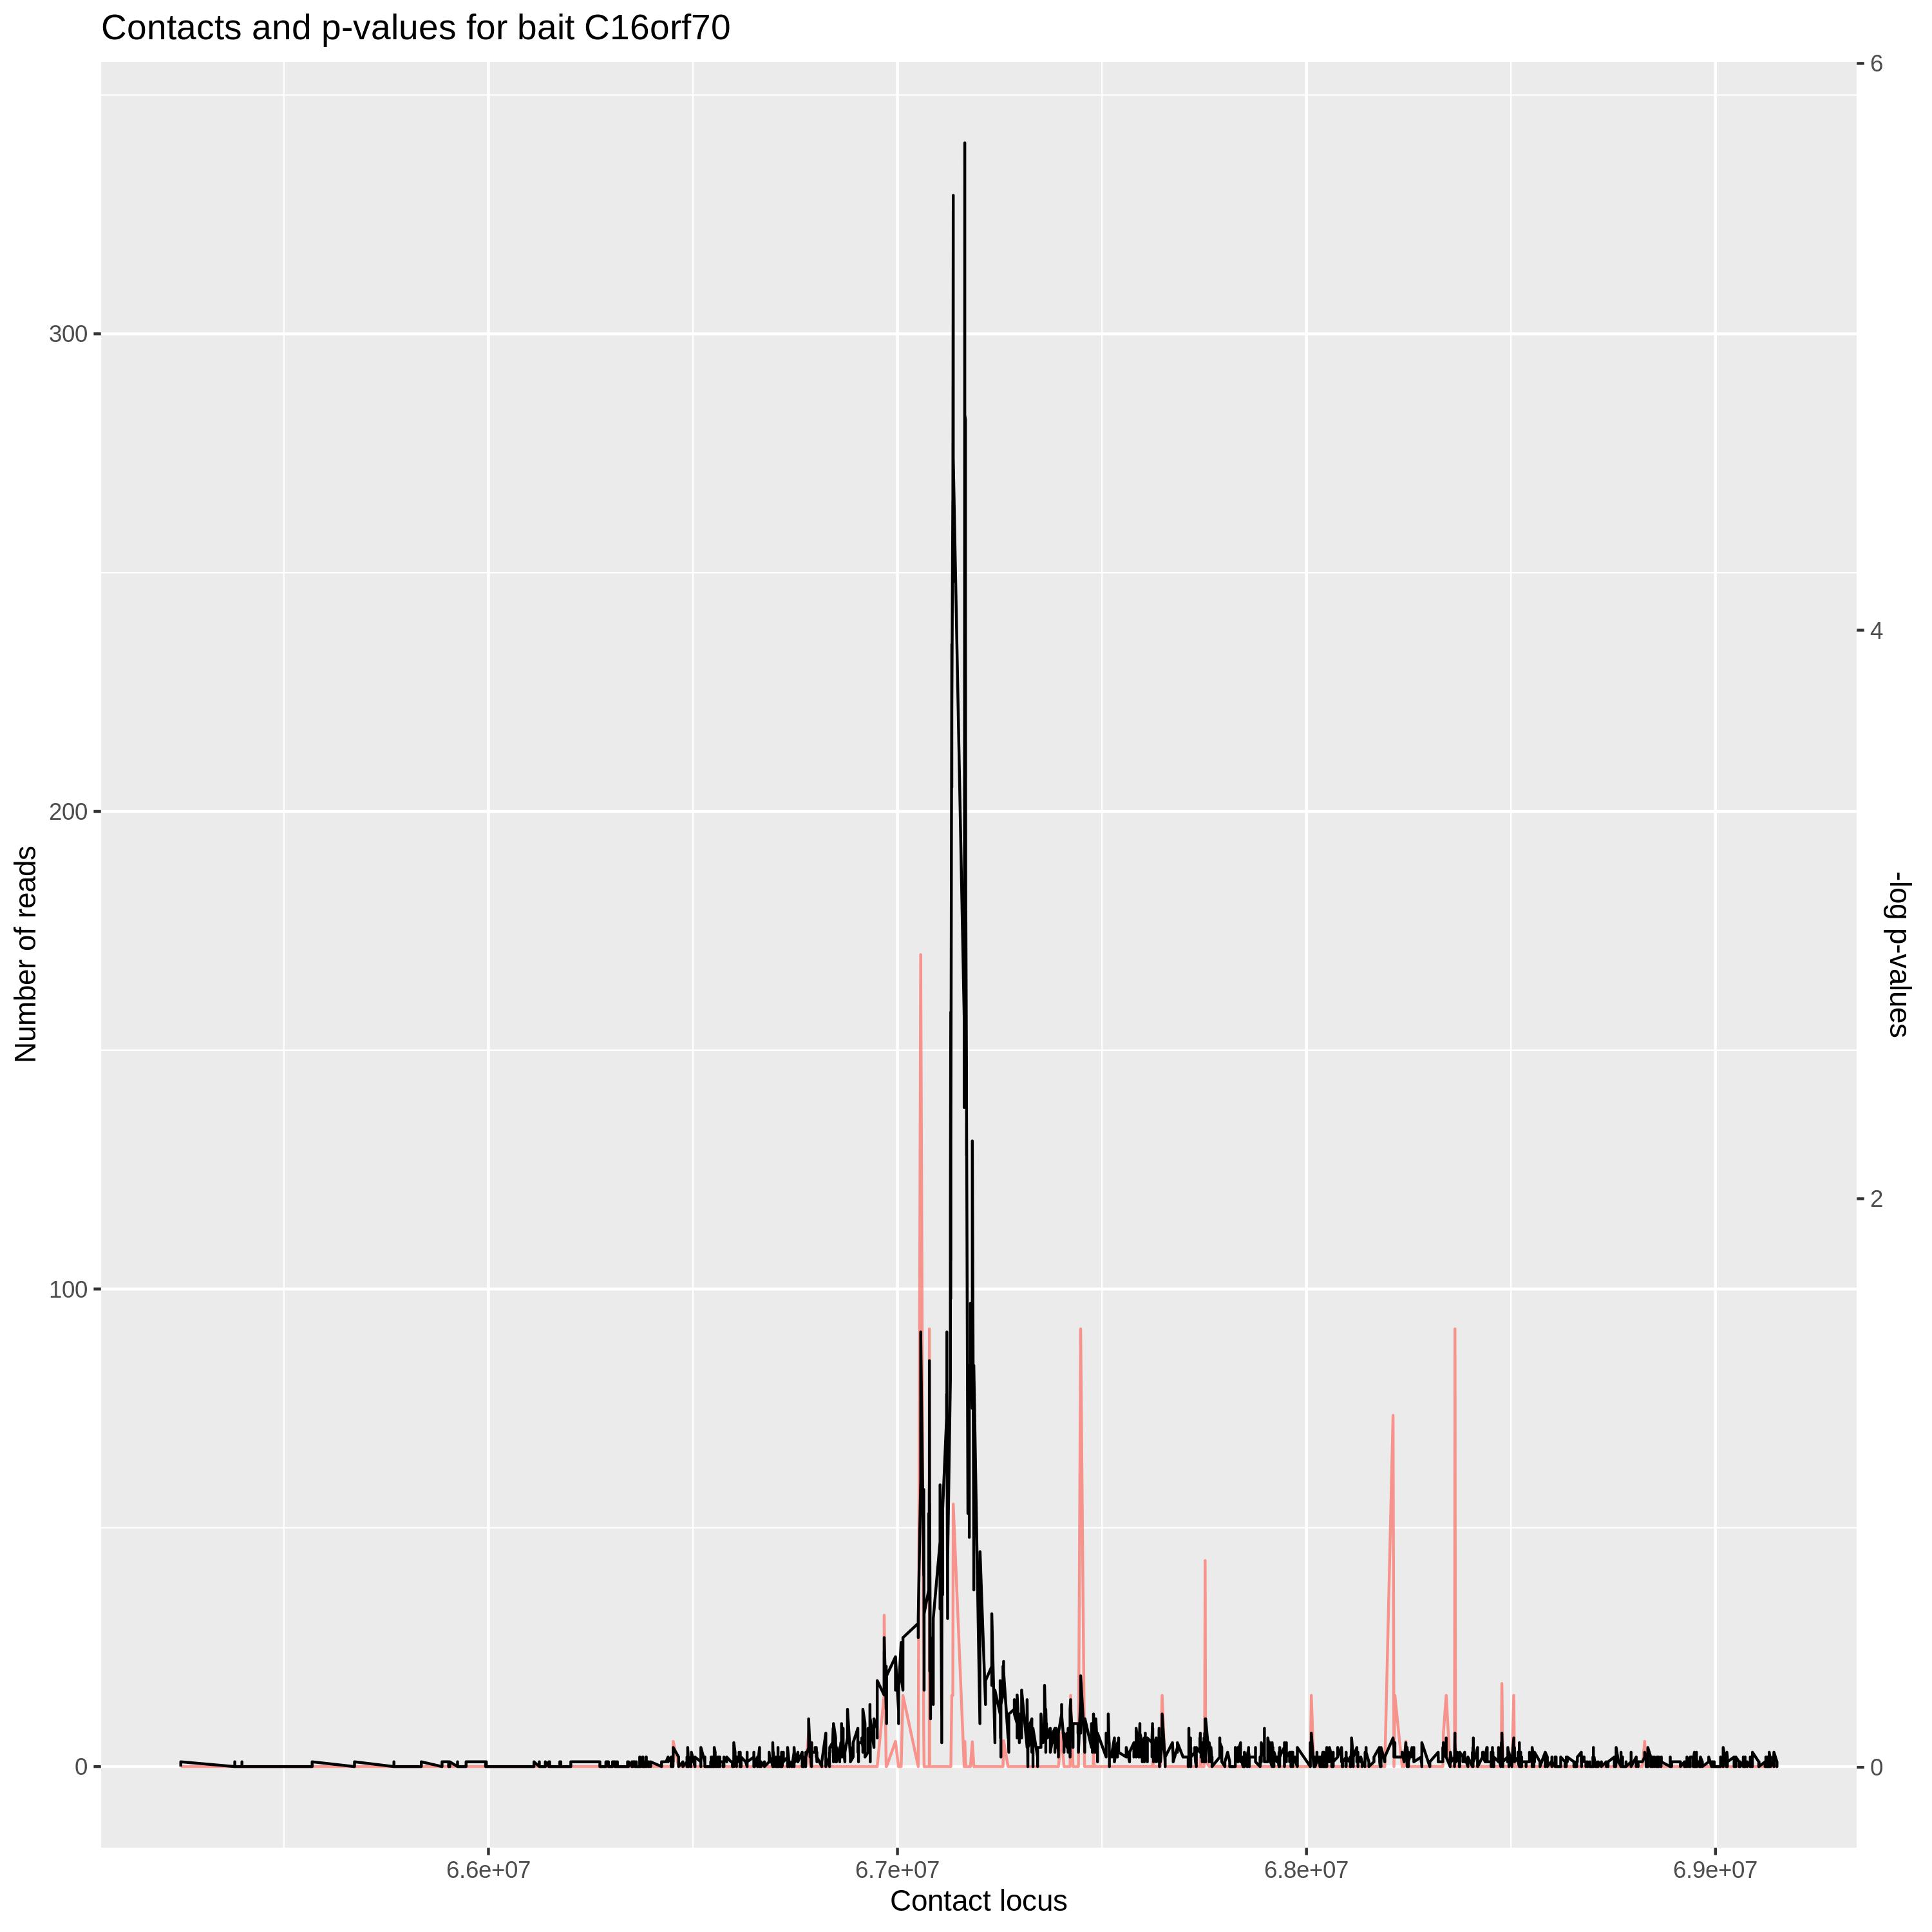 Contacts and p-values for bait C16orf70
6
300
4
200
2
100
0
0
Number of reads
-log p-values
6.6e+07 6.7e+07 6.8e+07 6.9e+07
Contact locus